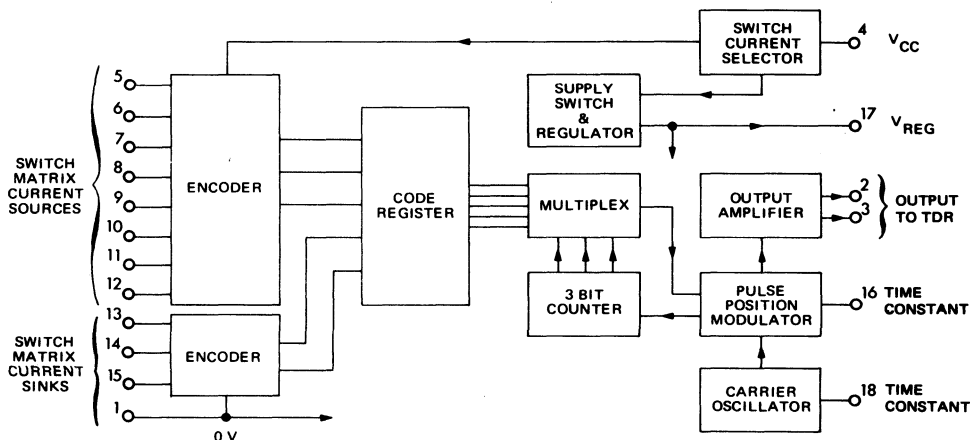 SWITCH
CURRENT
SELECTOR
4
VCC
5
6
7
8
9
10
11
12
SWITCH
MATRIX
CURRENT
SOURCES
ENCODER
SUPPLY
SWITCH
&
REGULATOR
17
VREG
CODE
REGISTER
MULTIPLEX
OUTPUT
AMPLIFIER
2
3
OUTPUT
TO TDR
3 BIT
COUNTER
PULSE
POSITION
MODULATOR
16 TIME
CONSTANT
13
14
15
1
SWITCH
MATRIX
CURRENT
SINKS
ENCODER
0 V
CARRIER
OSCILLATOR
18 TIME
CONSTANT